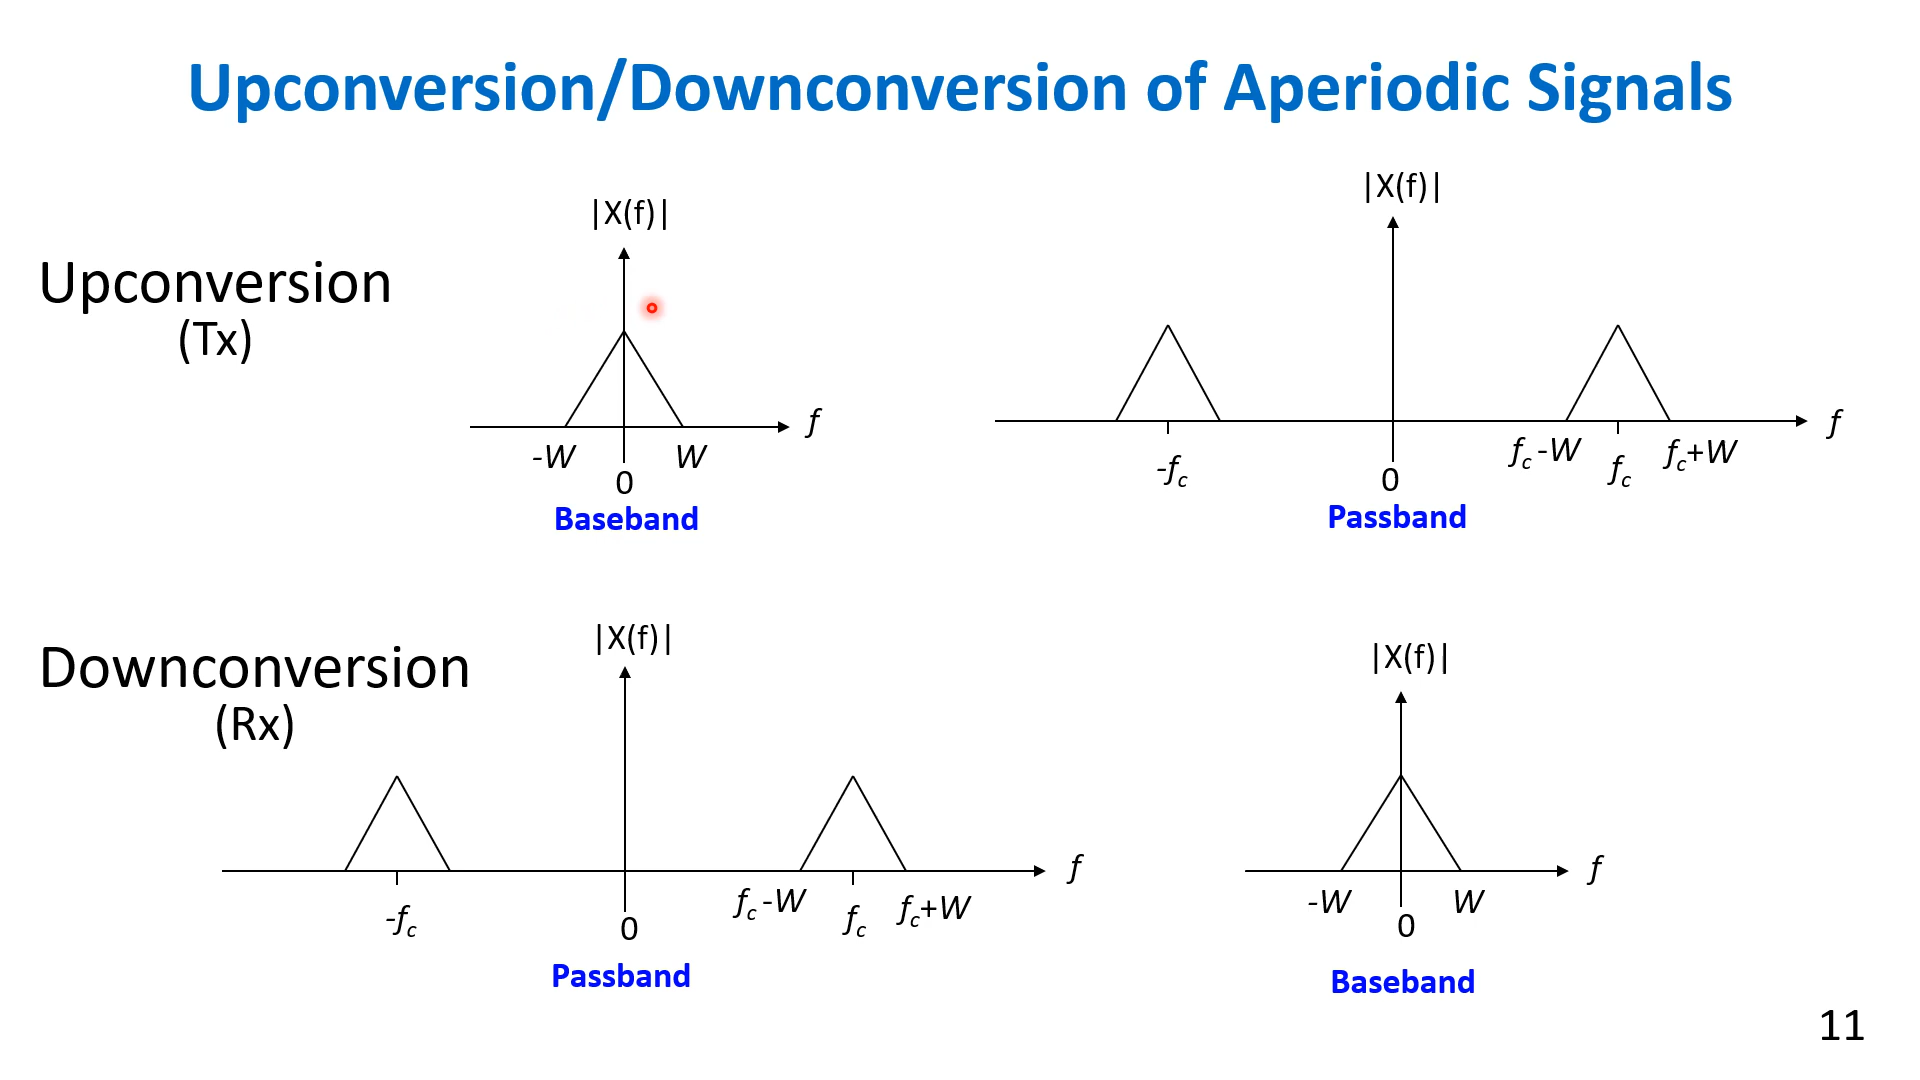 Upconversion/Downconversion of Aperiodic Signals
Upconversion
(Tx)
|X(f)|
f
-W
W
0
Baseband
|X(f)|
f
-fc
0
fc -W
fc
fc+W
Passband
Downconversion
(Rx)
|X(f)|
f
-fc
0
fc -W
fc
fc+W
Passband
|X(f)|
f
-W
W
0
Baseband
11